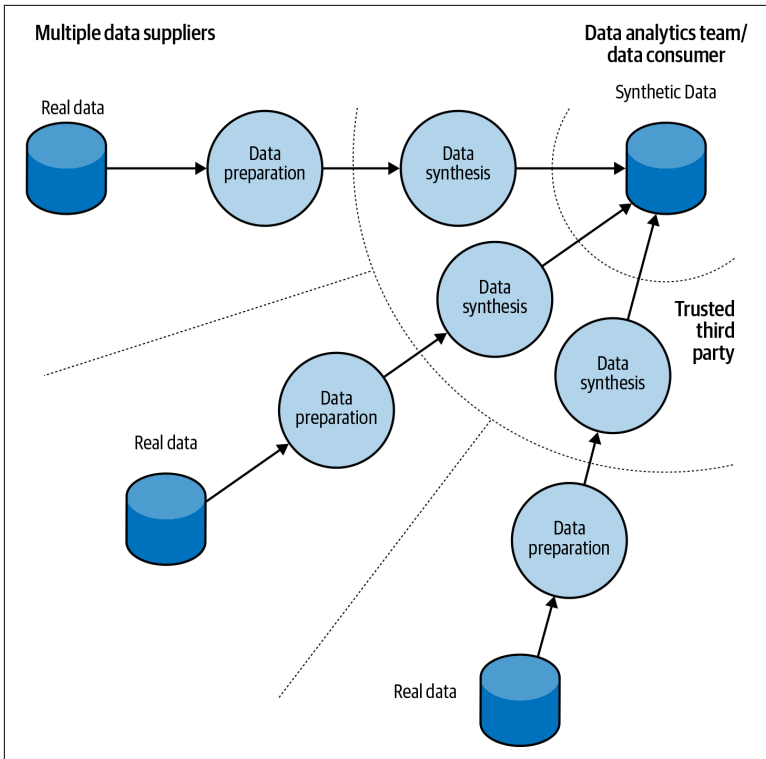 Multiple data suppliers
Data analytics team/
data consumer
Real data
Synthetic Data
Data
preparation
Data
synthesis
Data
synthesis
Trusted
third
party
Data
synthesis
Data
preparation
Real data
Data
preparation
Real data